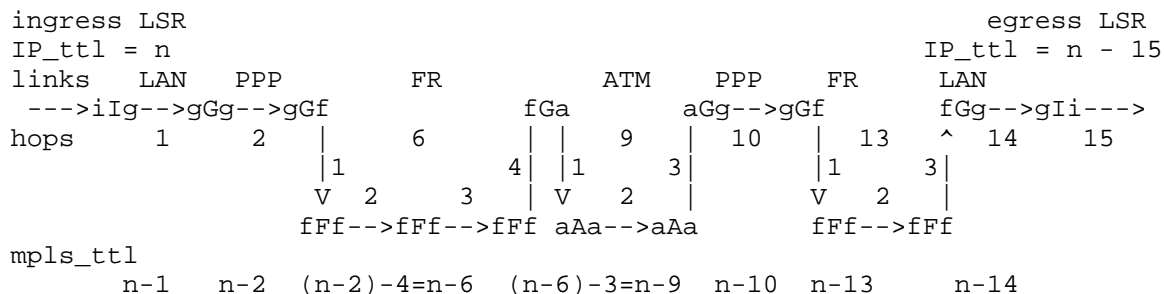 ingress LSR                                         egress LSR
IP_ttl = n                                      IP_ttl = n - 15
links    LAN   PPP         FR          ATM    PPP   FR     LAN
 --->iIg-->gGg-->gGf             fGa       aGg-->gGf       fGg-->gIi--->
hops      1     2  |     6       | |   9   |  10   |  13   ^  14    15
                   |1           4| |1     3|       |1     3|
                   V  2     3    | V   2   |       V   2   |
                  fFf-->fFf-->fFf aAa-->aAa       fFf-->fFf
mpls_ttl
       n-1   n-2  (n-2)-4=n-6  (n-6)-3=n-9  n-10  n-13    n-14